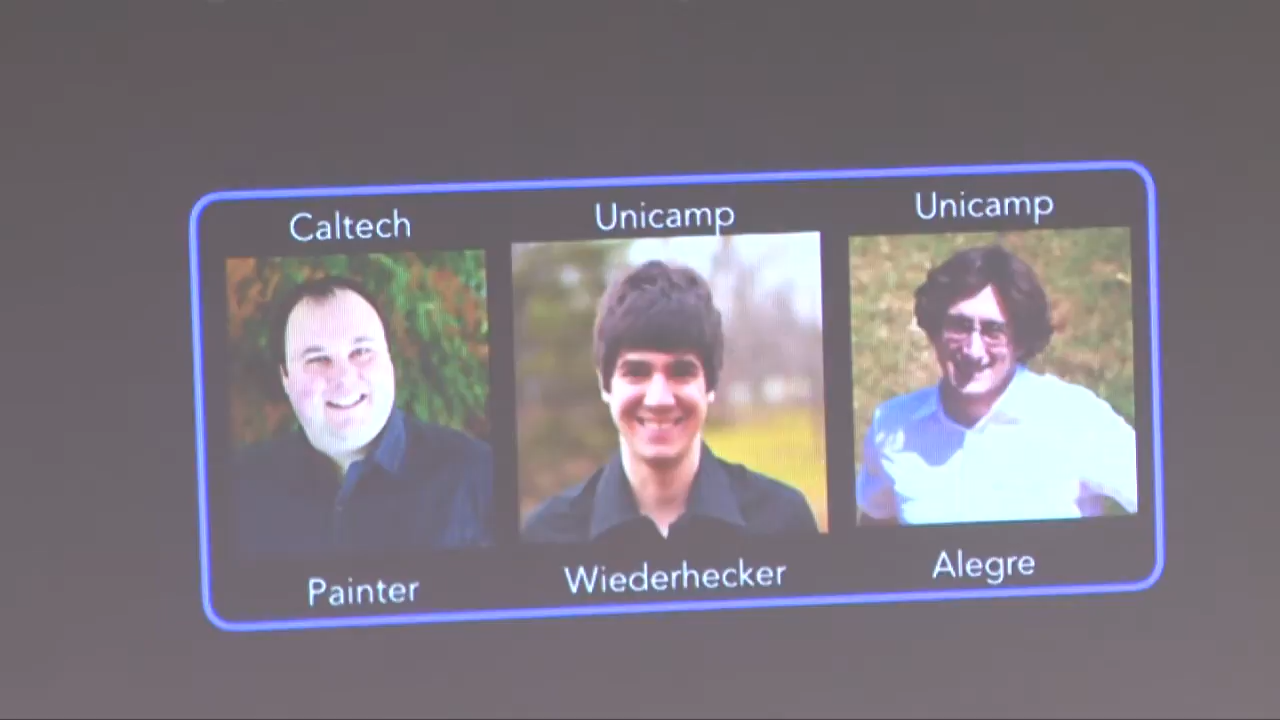 Caltech
Unicamp
Unicamp
Painter
Wiederhecker
Alegre